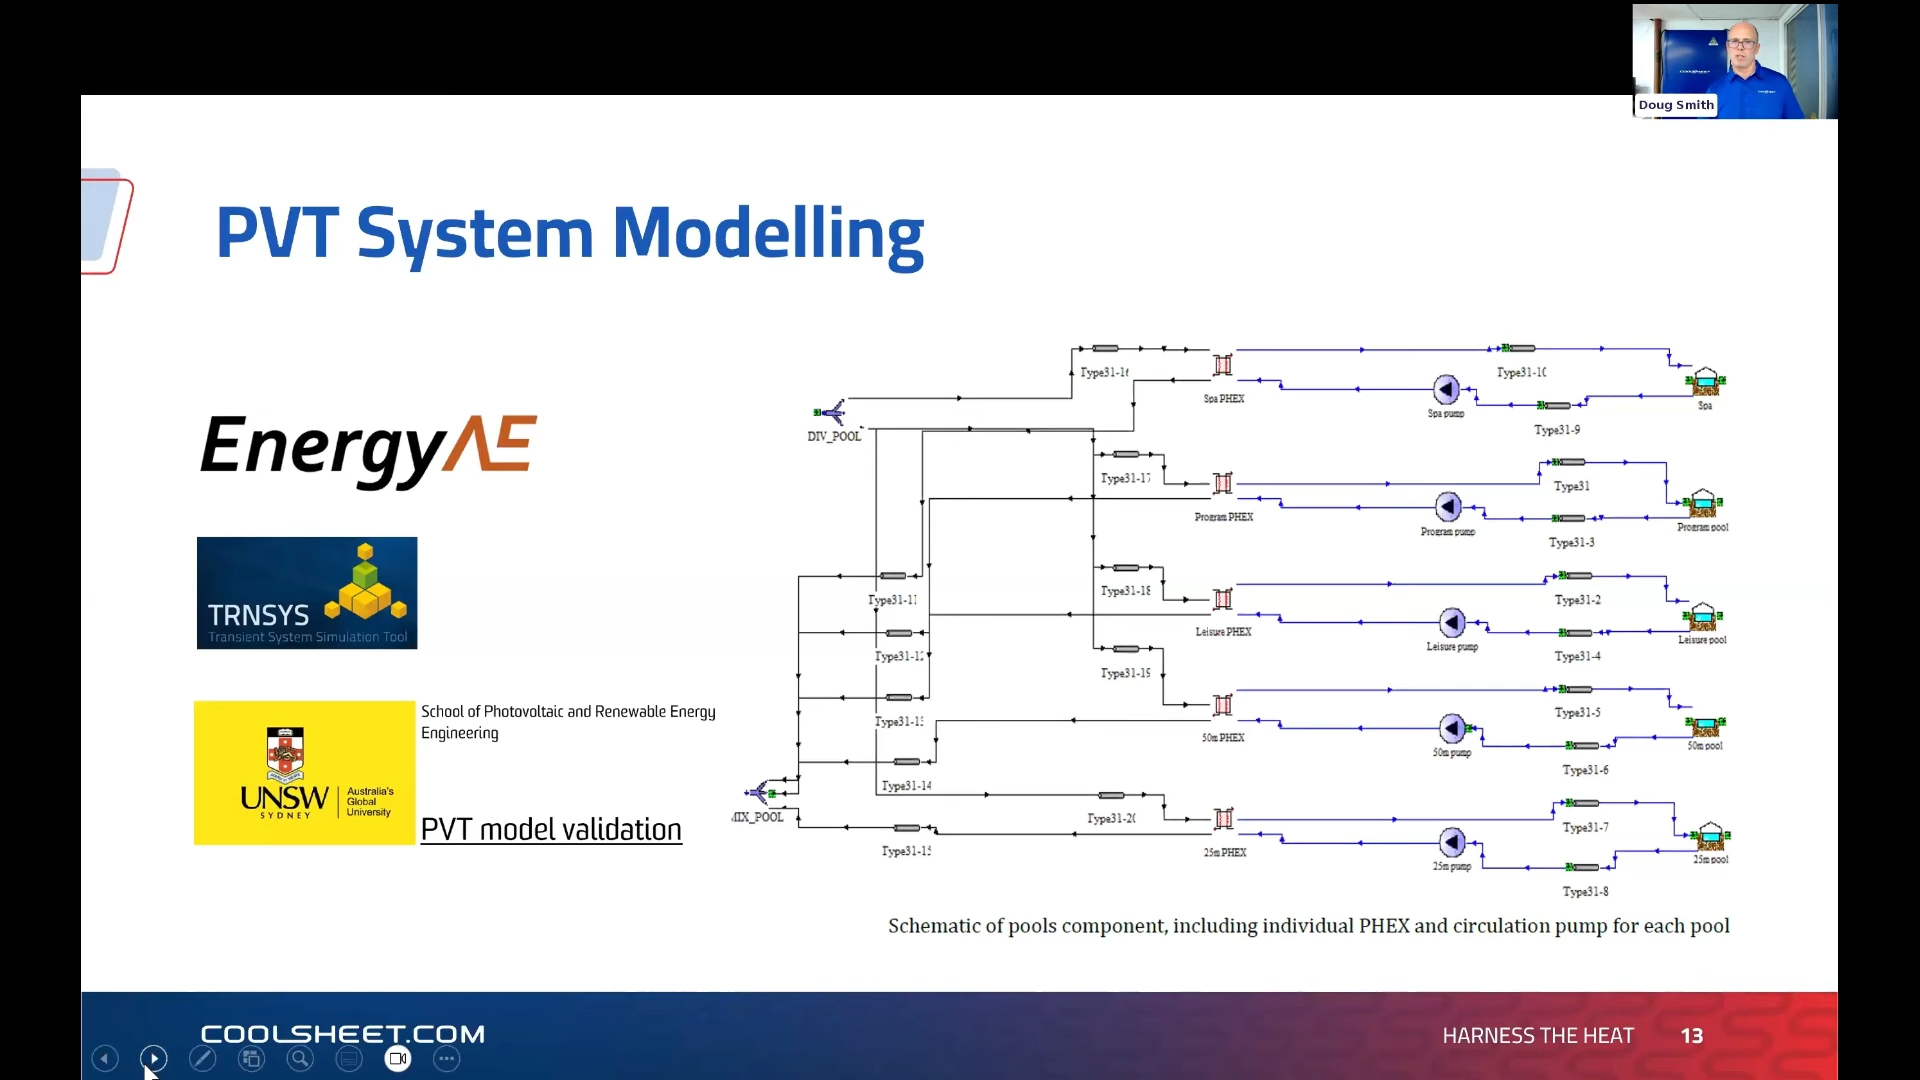 Doug Smith
PVT System Modelling
EnergyAE
TRNSYS
Transient System Simulation Tool
School of Photovoltaic and Renewable Energy
Engineering
UNSW
SYDNEY
Australia's
Global
University
PVT model validation
DIV_POOL
Type31-16
Spa PHEX
Type31-10
Spa pump
Type31-9
Spa
Type31-17
Program PHEX
Type31
Program pump
Type31-3
Program pool
Type31-11
Type31-18
Leisure PHEX
Type31-2
Leisure pump
Type31-4
Leisure pool
Type31-12
Type31-19
Type31-13
50m PHEX
Type31-5
50m pump
Type31-6
50m pool
Type31-14
MIX_POOL
Type31-20
Type31-15
25m PHEX
Type31-7
25m pump
Type31-8
25m pool
Schematic of pools component, including individual PHEX and circulation pump for each pool
COOLSHEET.COM
HARNESS THE HEAT
13